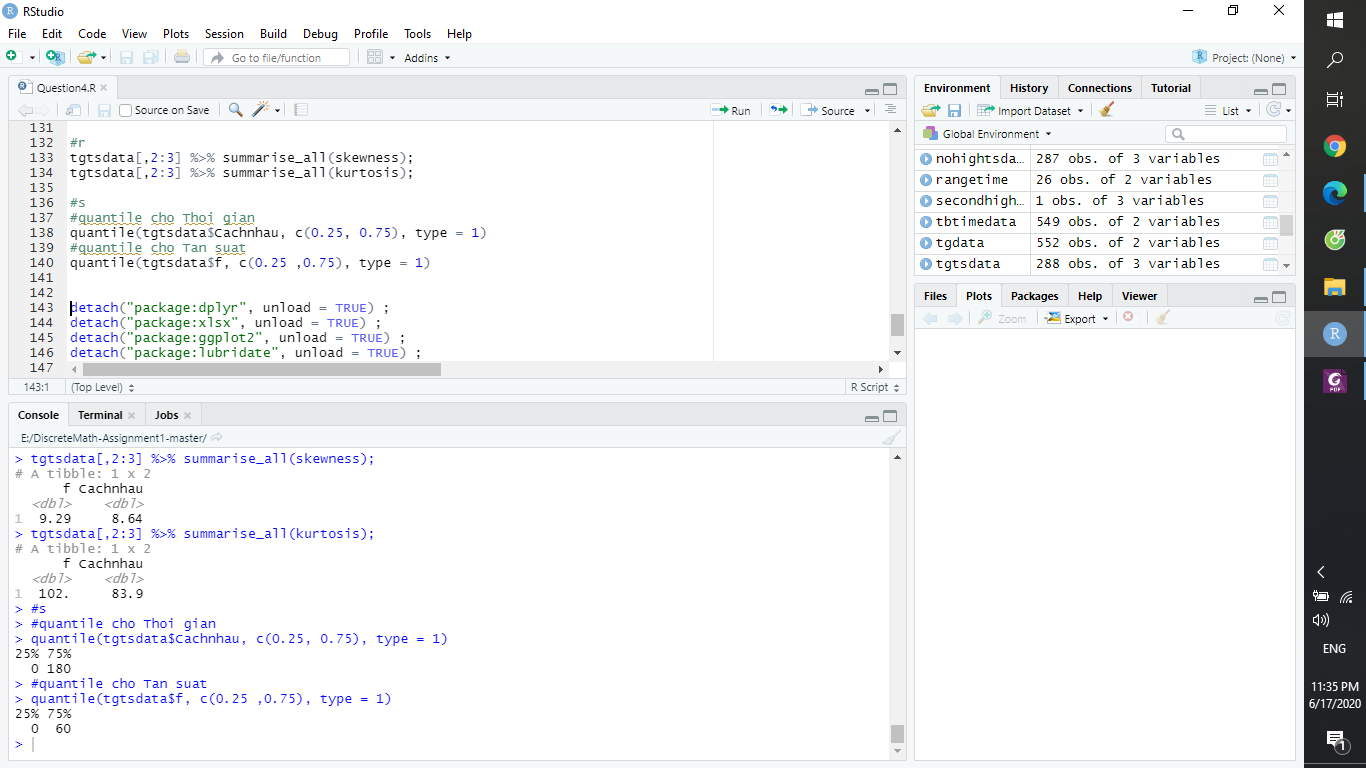 RStudio
File Edit Code View Plots Session Build Debug Profile Tools Help
Go to file/function Addins Project: (None)
Question4.R
Source on Save Run Source
131
132 #r
133 tgtsdata[,2:3] %>% summarise_all(skewness);
134 tgtsdata[,2:3] %>% summarise_all(kurtosis);
135
136 #s
137 #quantile cho Thoi gian
138 quantile(tgtsdata$Cachnhau, c(0.25, 0.75), type = 1)
139 #quantile cho Tan suat
140 quantile(tgtsdata$f, c(0.25 ,0.75), type = 1)
141
142
143 detach("package:dplyr", unload = TRUE) ;
144 detach("package:xlsx", unload = TRUE) ;
145 detach("package:ggplot2", unload = TRUE) ;
146 detach("package:lubridate", unload = TRUE) ;
147
143:1 (Top Level) R Script
Console Terminal Jobs
E:/DiscreteMath-Assignment1-master/
> tgtsdata[,2:3] %>% summarise_all(skewness);
# A tibble: 1 x 2
f Cachnhau
<dbl> <dbl>
1 9.29 8.64
> tgtsdata[,2:3] %>% summarise_all(kurtosis);
# A tibble: 1 x 2
f Cachnhau
<dbl> <dbl>
1 102. 83.9
> #s
> #quantile cho Thoi gian
> quantile(tgtsdata$Cachnhau, c(0.25, 0.75), type = 1)
25% 75%
0 180
> #quantile cho Tan suat
> quantile(tgtsdata$f, c(0.25 ,0.75), type = 1)
25% 75%
0 60
>
Environment History Connections Tutorial
Import Dataset List
Global Environment
nohightsda... 287 obs. of 3 variables
rangetime 26 obs. of 2 variables
secondhigh... 1 obs. of 3 variables
tbtimedata 549 obs. of 2 variables
tgdata 552 obs. of 2 variables
tgtsdata 288 obs. of 3 variables
Files Plots Packages Help Viewer
Zoom Export
ENG
11:35 PM
6/17/2020
1